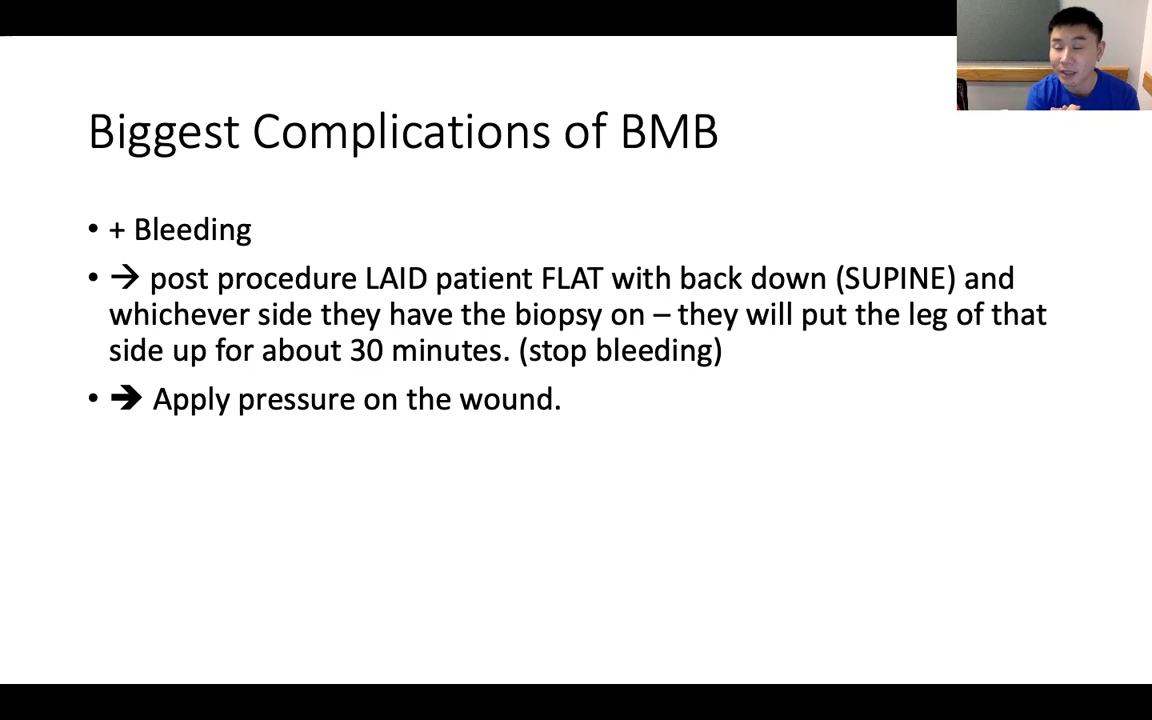 Biggest Complications of BMB
• + Bleeding
• → post procedure LAID patient FLAT with back down (SUPINE) and
whichever side they have the biopsy on – they will put the leg of that
side up for about 30 minutes. (stop bleeding)
• ➔ Apply pressure on the wound.